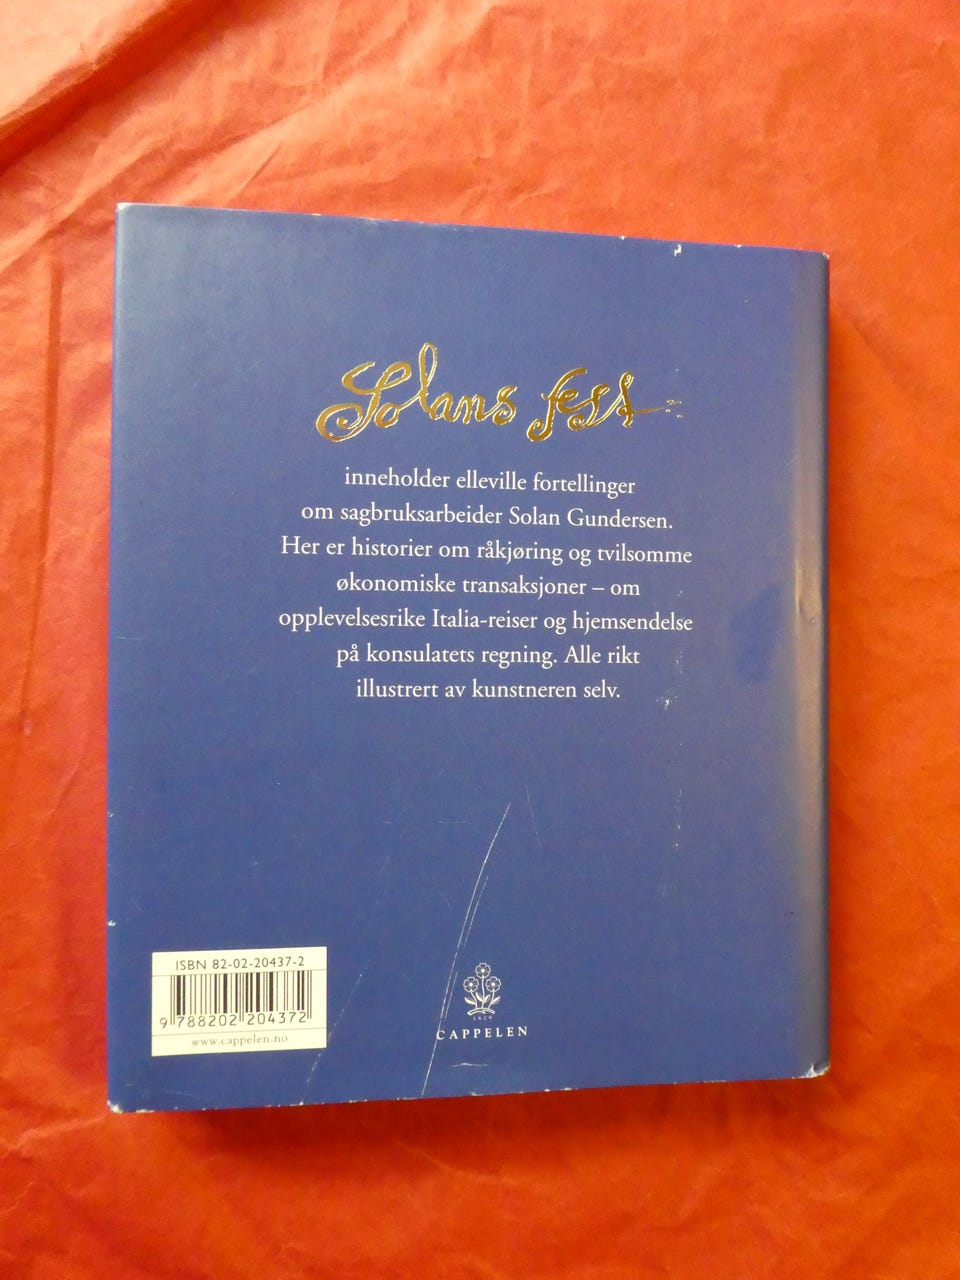 Solans fest
inneholder elleville fortellinger
om sagbruksarbeider Solan Gundersen.
Her er historier om råkjøring og tvilsomme
økonomiske transaksjoner – om
opplevelsesrike Italia-reiser og hjemsendelse
på konsulatets regning. Alle rikt
illustrert av kunstneren selv.
ISBN 82-02-20437-2
9 788202 204372
www.cappelen.no
1829
CAPPELEN